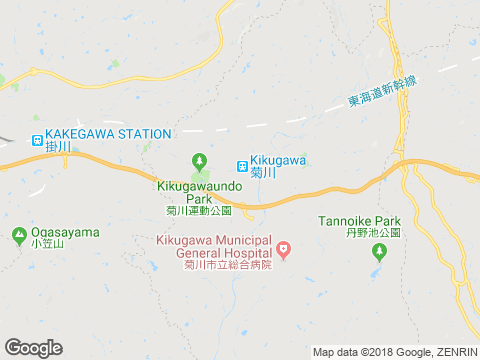 東海道新幹線
KAKEGAWA STATION
掛川
Kikugawa
菊川
Kikugawaundo
Park
菊川運動公園
Ogasayama
小笠山
Tannoike Park
丹野池公園
Kikugawa Municipal
General Hospital
菊川市立総合病院
Google
Map data ©2018 Google, ZENRIN